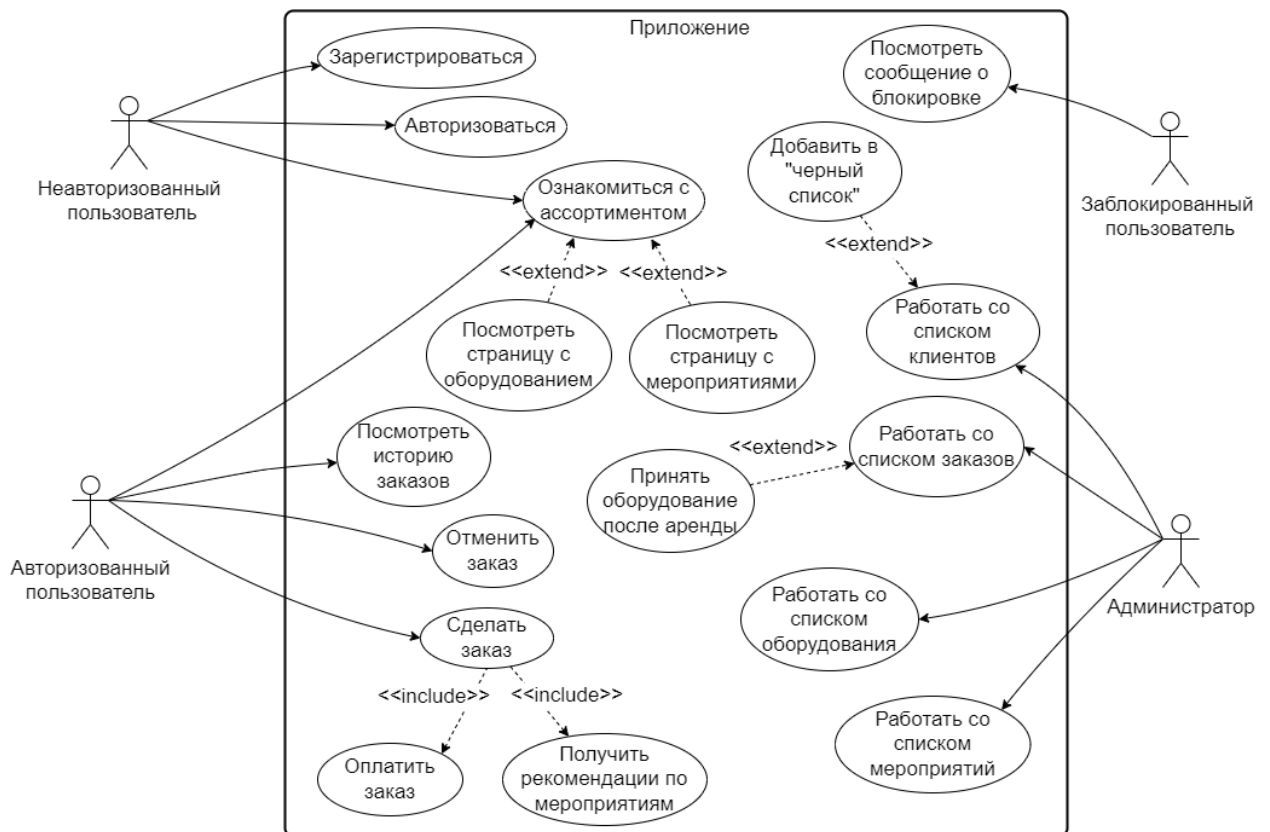 Приложение
Зарегистрироваться
Посмотреть
сообщение о
блокировке
Авторизоваться
Добавить в
"черный
список"
Неавторизованный
пользователь
Ознакомиться с
ассортиментом
Заблокированный
пользователь
<<extend>>
<<extend>>
<<extend>>
Работать со
списком
клиентов
Посмотреть
страницу с
оборудованием
Посмотреть
страницу с
мероприятиями
Посмотреть
историю
заказов
<<extend>>
Работать со
списком заказов
Принять
оборудование
после аренды
Отменить
заказ
Авторизованный
пользователь
Работать со
списком
оборудования
Администратор
Сделать
заказ
<<include>>
<<include>>
Работать со
списком
мероприятий
Оплатить
заказ
Получить
рекомендации по
мероприятиям